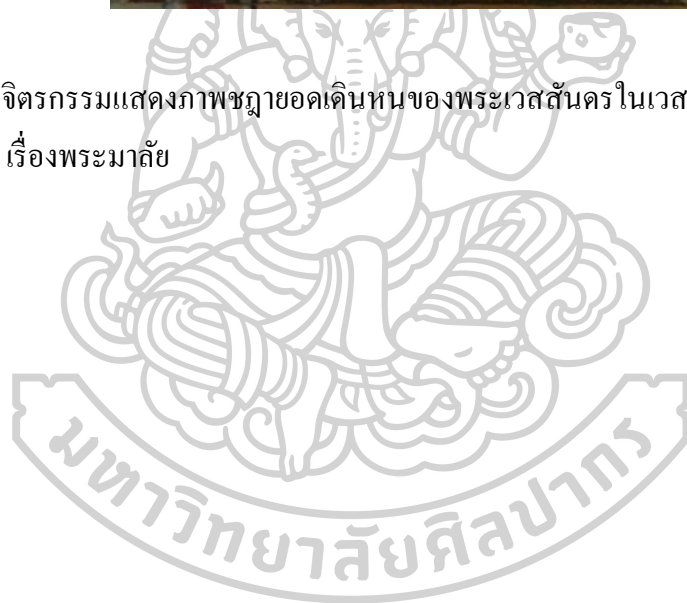 จิตรกรรมแสดงภาพชฎายอดเดินหนของพระเวสสันดรในเวส
เรื่องพระมาลัย
มหาวิทยาลัยศิลปากร